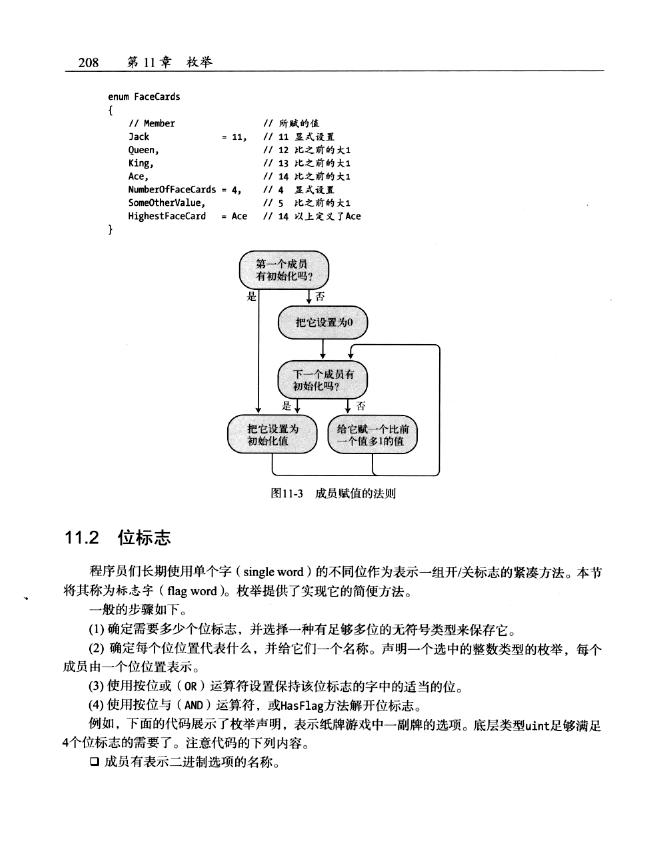 208 第11章 枚举
enum FaceCards
{
// Member // 所赋的值
Jack = 11, // 11 显式设置
Queen, // 12 比之前的大1
King, // 13 比之前的大1
Ace, // 14 比之前的大1
NumberOfFaceCards = 4, // 4 显式设置
SomeOtherValue, // 5 比之前的大1
HighestFaceCard = Ace // 14 以上定义了Ace
}
第一个成员
有初始化吗?
是 否
把它设置为0
下一个成员有
初始化吗?
是 否
把它设置为
初始化值
给它赋一个比前
一个值多1的值
图11-3 成员赋值的法则
11.2 位标志
程序员们长期使用单个字（single word）的不同位作为表示一组开/关标志的紧凑方法。本节
将其称为标志字（flag word）。枚举提供了实现它的简便方法。
一般的步骤如下。
(1) 确定需要多少个位标志，并选择一种有足够多位的无符号类型来保存它。
(2) 确定每个位位置代表什么，并给它们一个名称。声明一个选中的整数类型的枚举，每个
成员由一个位位置表示。
(3) 使用按位或（OR）运算符设置保持该位标志的字中的适当的位。
(4) 使用按位与（AND）运算符，或HasFlag方法解开位标志。
例如，下面的代码展示了枚举声明，表示纸牌游戏中一副牌的选项。底层类型uint足够满足
4个位标志的需要了。注意代码的下列内容。
❑ 成员有表示二进制选项的名称。